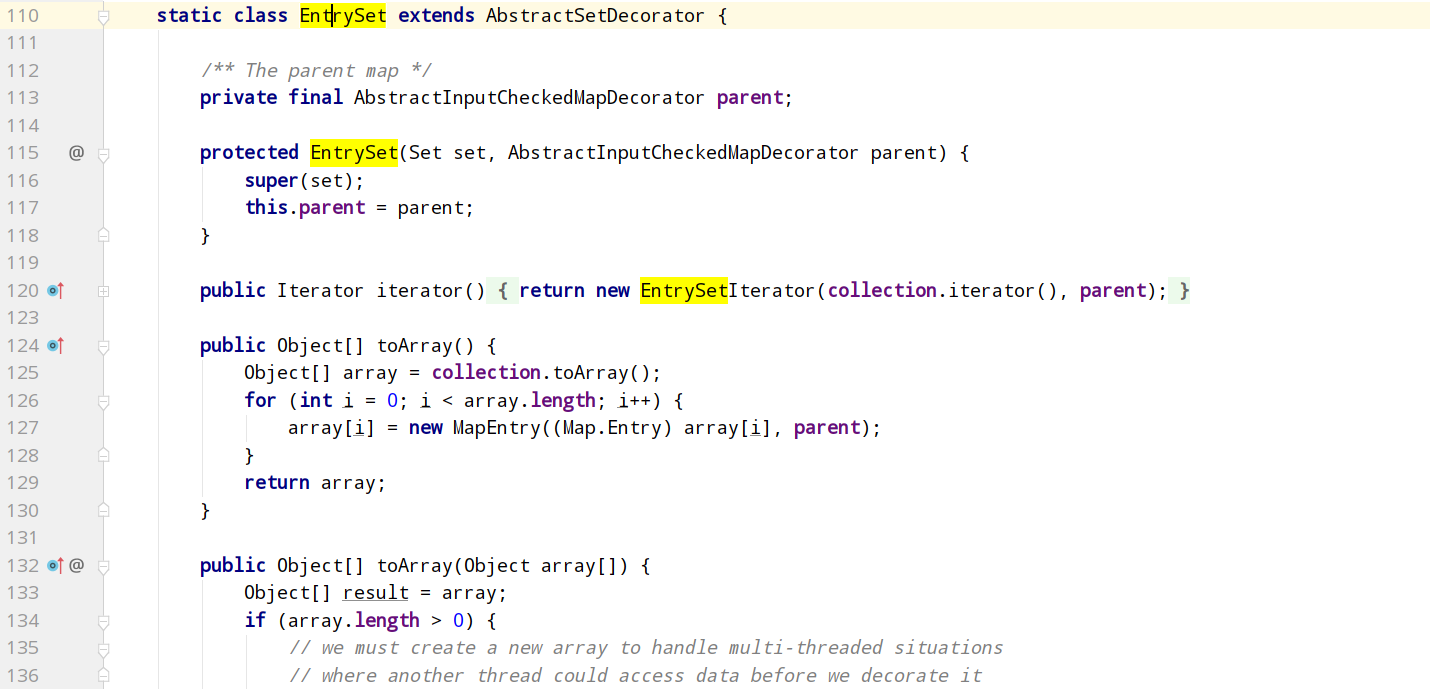 110 static class EntrySet extends AbstractSetDecorator {
111
112 /** The parent map */
113 private final AbstractInputCheckedMapDecorator parent;
114
115 @ protected EntrySet(Set set, AbstractInputCheckedMapDecorator parent) {
116 super(set);
117 this.parent = parent;
118 }
119
120 public Iterator iterator() { return new EntrySetIterator(collection.iterator(), parent); }
123
124 public Object[] toArray() {
125 Object[] array = collection.toArray();
126 for (int i = 0; i < array.length; i++) {
127 array[i] = new MapEntry((Map.Entry) array[i], parent);
128 }
129 return array;
130 }
131
132 @ public Object[] toArray(Object array[]) {
133 Object[] result = array;
134 if (array.length > 0) {
135 // we must create a new array to handle multi-threaded situations
136 // where another thread could access data before we decorate it